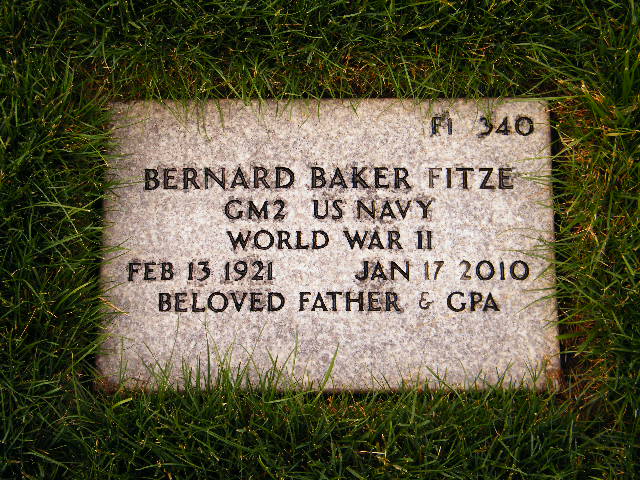 F1 340
BERNARD BAKER FITZE
GM2 US NAVY
WORLD WAR II
FEB 13 1921 JAN 17 2010
BELOVED FATHER & GPA